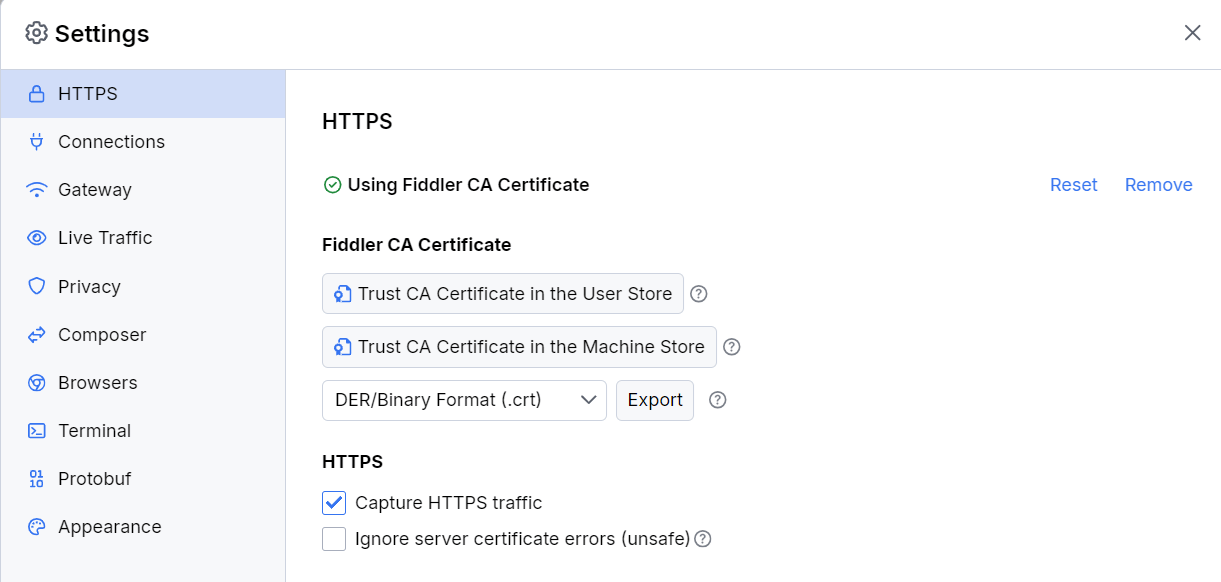 Settings
HTTPS
Connections
Gateway
Live Traffic
Privacy
Composer
Browsers
Terminal
Protobuf
Appearance
HTTPS
Using Fiddler CA Certificate Reset Remove
Fiddler CA Certificate
Trust CA Certificate in the User Store
Trust CA Certificate in the Machine Store
DER/Binary Format (.crt) Export
HTTPS
Capture HTTPS traffic
Ignore server certificate errors (unsafe)